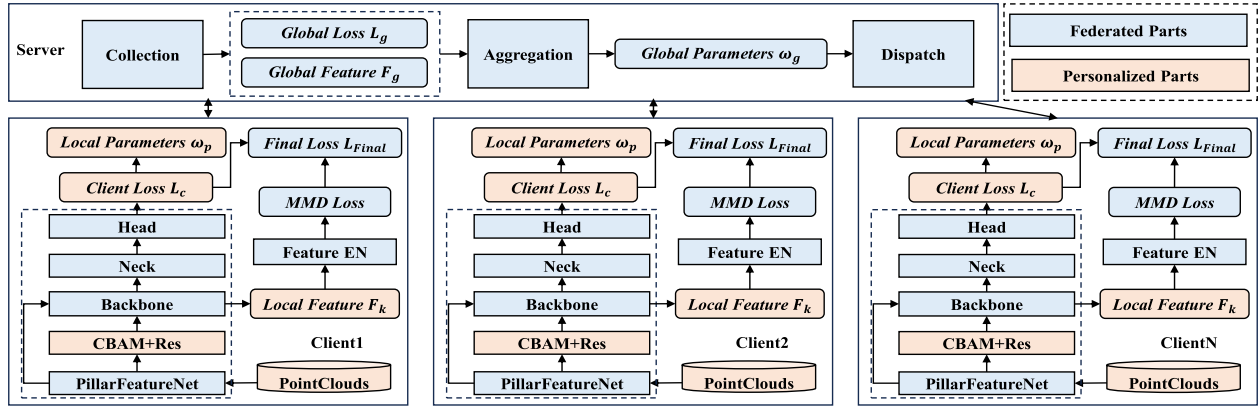 Server
Collection
Global Loss L_g
Global Feature F_g
Aggregation
Global Parameters ω_g
Dispatch
Federated Parts
Personalized Parts
Local Parameters ω_p
Final Loss L_Final
Client Loss L_c
MMD Loss
Head
Feature EN
Neck
Backbone
Local Feature F_k
CBAM+Res
Client1
PillarFeatureNet
PointClouds
Local Parameters ω_p
Final Loss L_Final
Client Loss L_c
MMD Loss
Head
Feature EN
Neck
Backbone
Local Feature F_k
CBAM+Res
Client2
PillarFeatureNet
PointClouds
Local Parameters ω_p
Final Loss L_Final
Client Loss L_c
MMD Loss
Head
Feature EN
Neck
Backbone
Local Feature F_k
CBAM+Res
ClientN
PillarFeatureNet
PointClouds